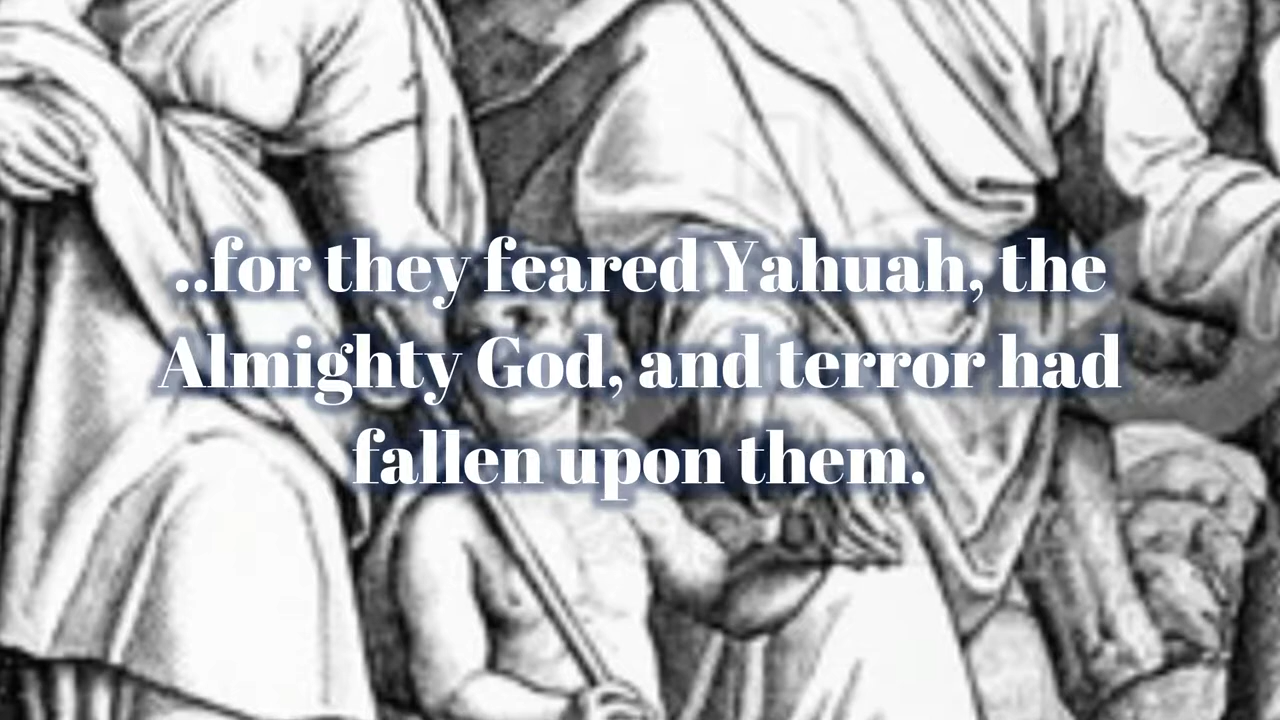 ..for they feared Yahuah, the
Almighty God, and terror had
fallen upon them.